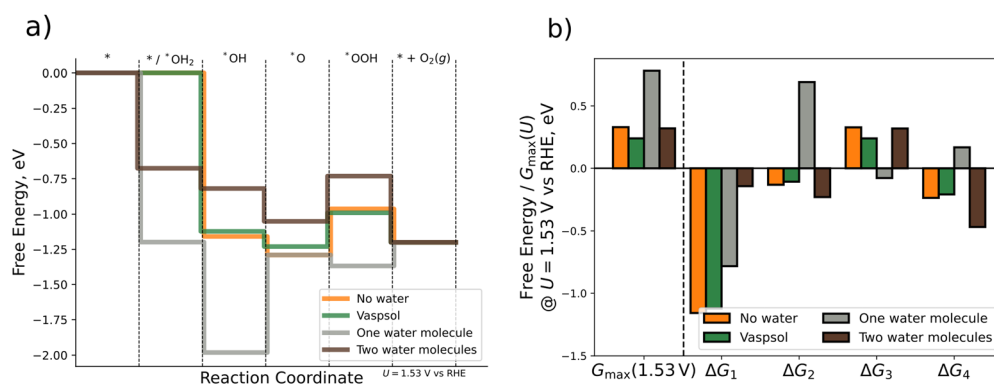 a)
* * / *OH₂ *OH *O *OOH * + O₂(g)
Free Energy, eV
0.00
−0.25
−0.50
−0.75
−1.00
−1.25
−1.50
−1.75
−2.00
No water
Vaspsol
One water molecule
Two water molecules
Reaction Coordinate
U = 1.53 V vs RHE
b)
Free Energy / Gmax(U)
@ U = 1.53 V vs RHE, eV
0.5
0.0
−0.5
−1.0
−1.5
No water One water molecule
Vaspsol Two water molecules
Gmax(1.53 V) ΔG₁ ΔG₂ ΔG₃ ΔG₄